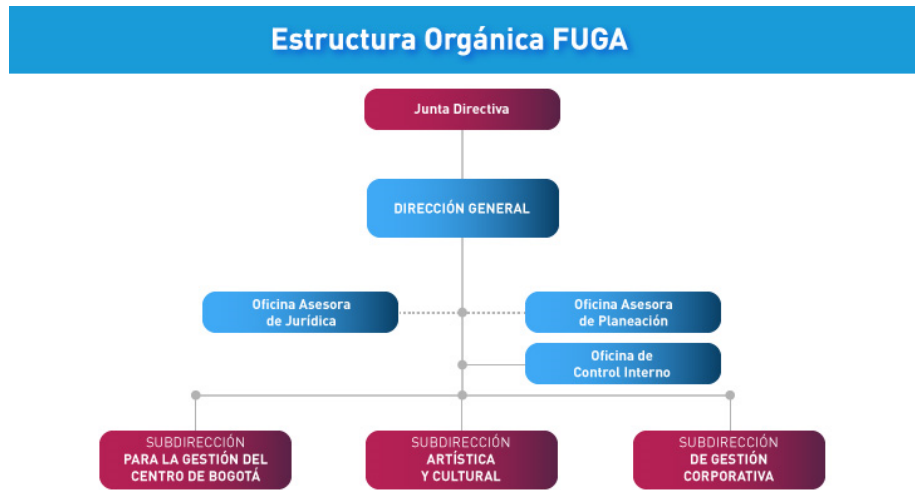 Estructura Orgánica FUGA
Junta Directiva
DIRECCIÓN GENERAL
Oficina Asesora
de Jurídica
Oficina Asesora
de Planeación
Oficina de
Control Interno
SUBDIRECCIÓN
PARA LA GESTIÓN DEL
CENTRO DE BOGOTÁ
SUBDIRECCIÓN
ARTÍSTICA
Y CULTURAL
SUBDIRECCIÓN
DE GESTIÓN
CORPORATIVA